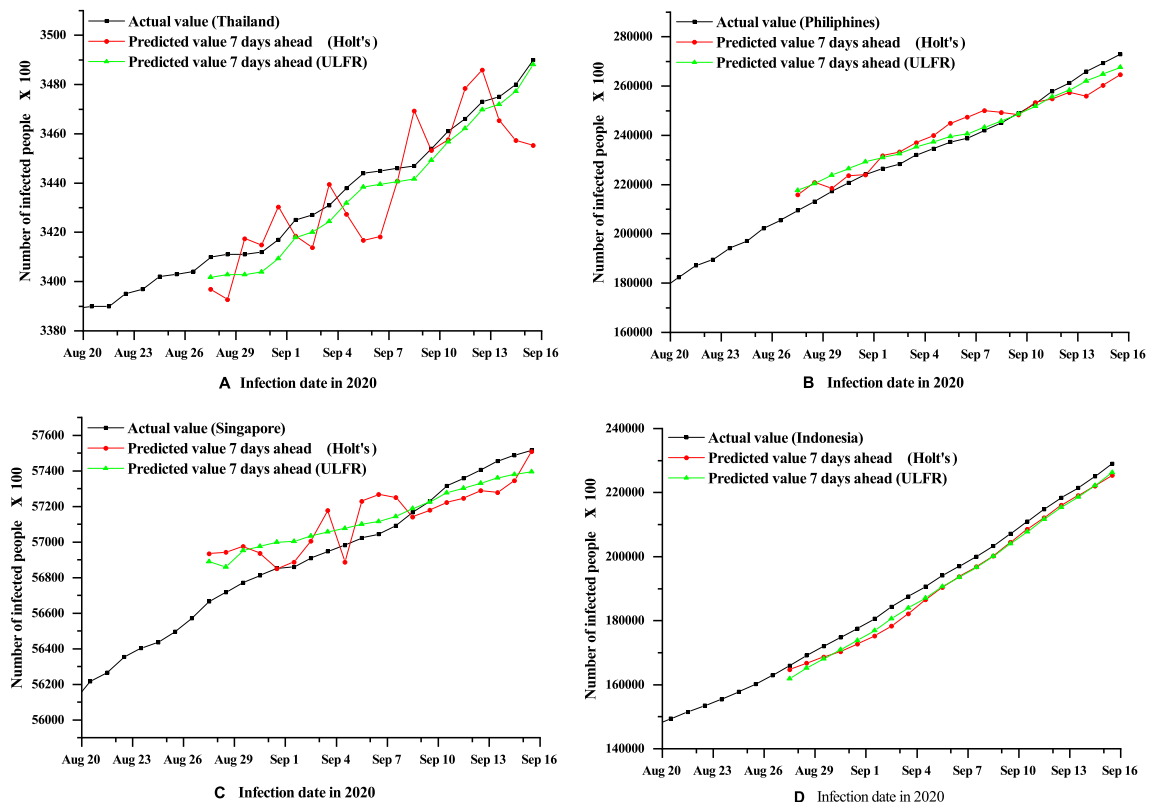 Actual value (Thailand)
Predicted value 7 days ahead (Holt's)
Predicted value 7 days ahead (ULFR)
Number of infected people X 100
3500
3480
3460
3440
3420
3400
3380
Aug 20 Aug 23 Aug 26 Aug 29 Sep 1 Sep 4 Sep 7 Sep 10 Sep 13 Sep 16
A Infection date in 2020
Actual value (Philiphines)
Predicted value 7 days ahead (Holt's)
Predicted value 7 days ahead (ULFR)
Number of infected people X 100
280000
260000
240000
220000
200000
180000
160000
Aug 20 Aug 23 Aug 26 Aug 29 Sep 1 Sep 4 Sep 7 Sep 10 Sep 13 Sep 16
B Infection date in 2020
Actual value (Singapore)
Predicted value 7 days ahead (Holt's)
Predicted value 7 days ahead (ULFR)
Number of infected people X 100
57600
57400
57200
57000
56800
56600
56400
56200
56000
Aug 20 Aug 23 Aug 26 Aug 29 Sep 1 Sep 4 Sep 7 Sep 10 Sep 13 Sep 16
C Infection date in 2020
Actual value (Indonesia)
Predicted value 7 days ahead (Holt's)
Predicted value 7 days ahead (ULFR)
Number of infected people X 100
240000
220000
200000
180000
160000
140000
Aug 20 Aug 23 Aug 26 Aug 29 Sep 1 Sep 4 Sep 7 Sep 10 Sep 13 Sep 16
D Infection date in 2020